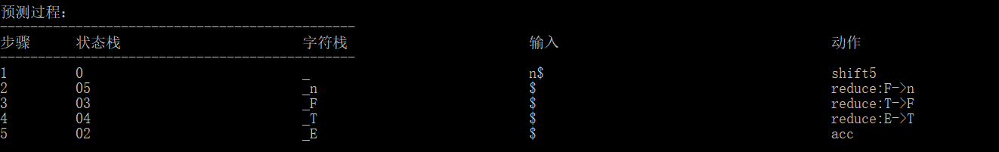 预测过程：
-----------------------------------------------
步骤 状态栈 字符栈 输入 动作
-----------------------------------------------
1 0 _ n$ shift5
2 05 _n $ reduce:F->n
3 03 _F $ reduce:T->F
4 04 _T $ reduce:E->T
5 02 _E $ acc